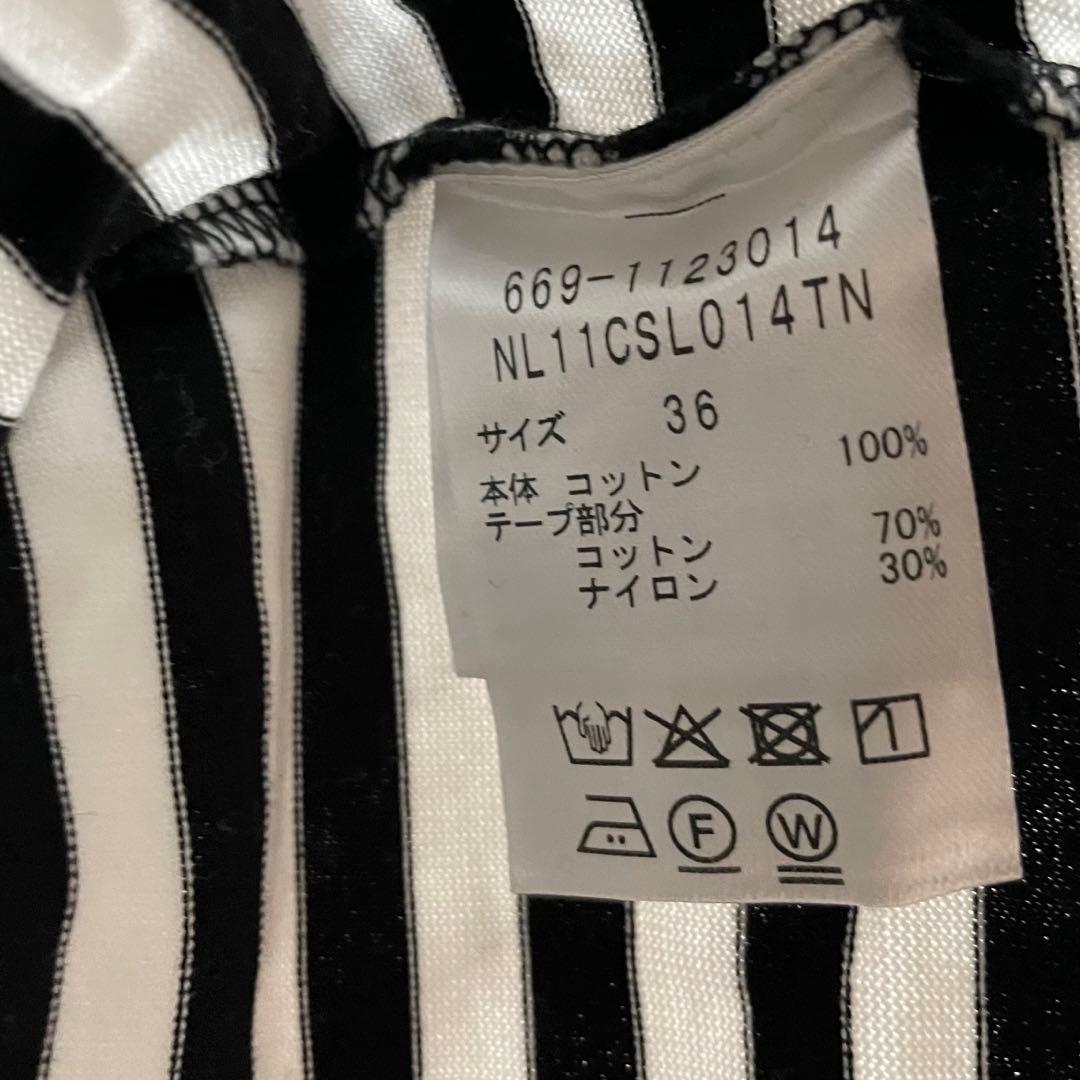 669-1123014
NL11CSL014TN
サイズ 36
本体 コットン 100%
テープ部分
コットン 70%
ナイロン 30%
F W